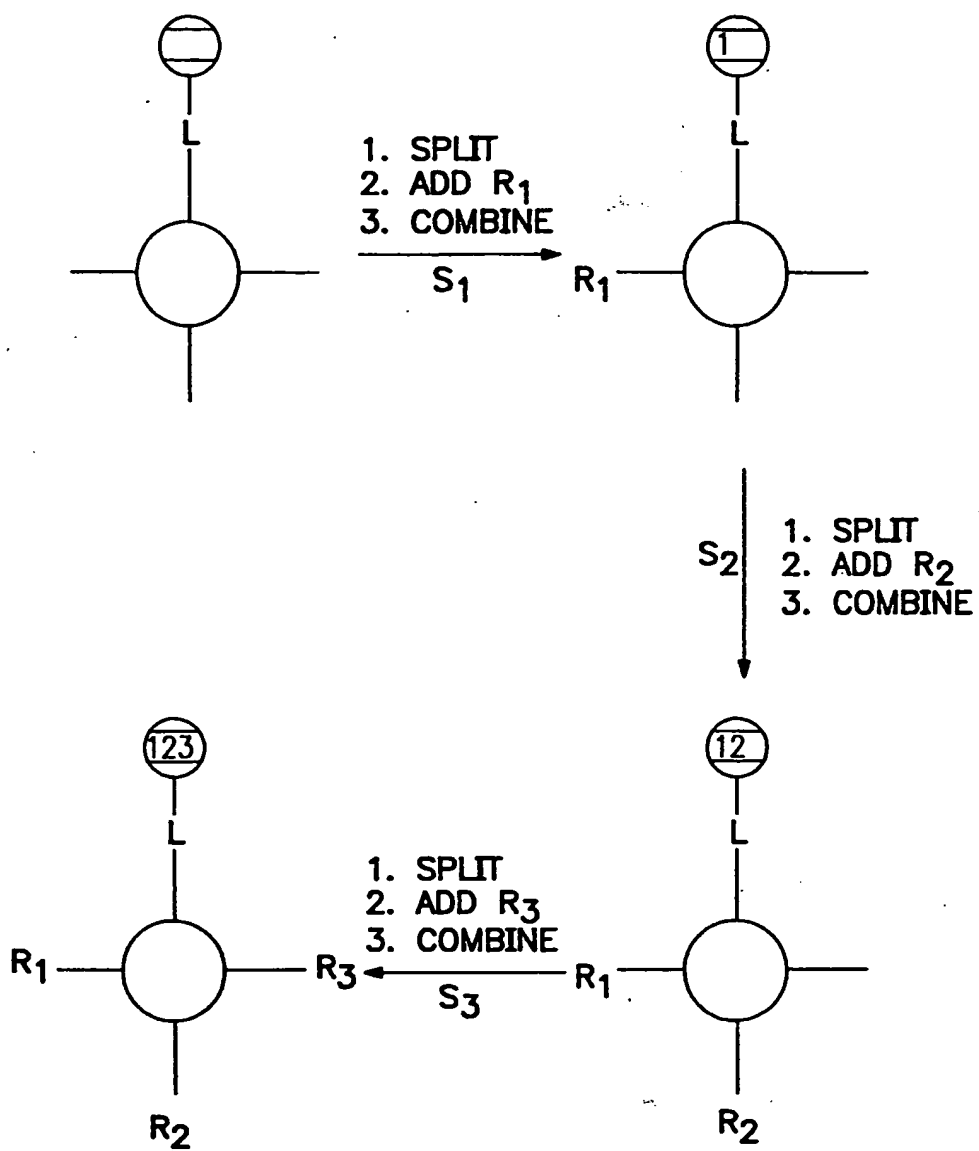 1
L
L
1. SPLIT
2. ADD R₁
3. COMBINE
S₁
R₁
S₂
1. SPLIT
2. ADD R₂
3. COMBINE
123
12
L
L
1. SPLIT
2. ADD R₃
3. COMBINE
R₁
R₃
S₃
R₁
R₂
R₂